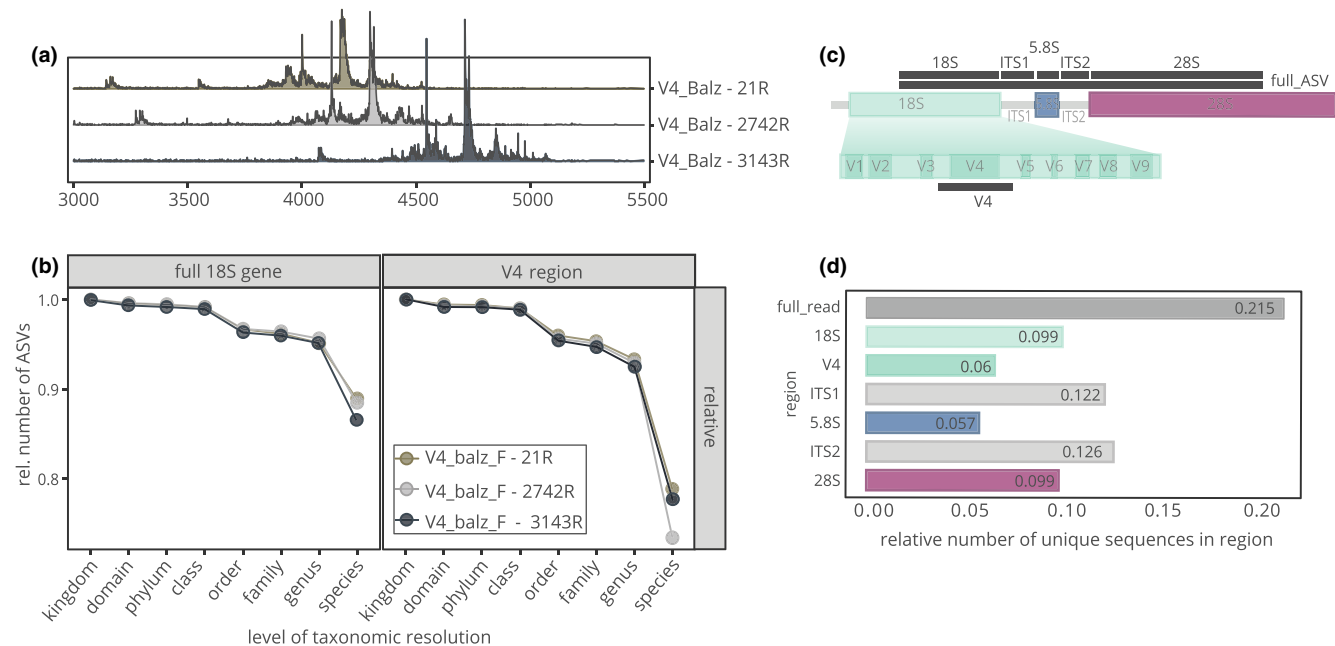 (a)
V4_Balz - 21R
V4_Balz - 2742R
V4_Balz - 3143R
3000 3500 4000 4500 5000 5500
(b)
full 18S gene V4 region
relative
rel. number of ASVs
1.0
0.9
0.8
V4_balz_F - 21R
V4_balz_F - 2742R
V4_balz_F - 3143R
kingdom domain phylum class order family genus species kingdom domain phylum class order family genus species
level of taxonomic resolution
(c)
5.8S
18S ITS1 ITS2 28S
full_ASV
18S 28S
ITS1 ITS2
V1 V2 V3 V4 V5 V6 V7 V8 V9
V4
(d)
region
full_read 0.215
18S 0.099
V4 0.06
ITS1 0.122
5.8S 0.057
ITS2 0.126
28S 0.099
0.00 0.05 0.10 0.15 0.20
relative number of unique sequences in region